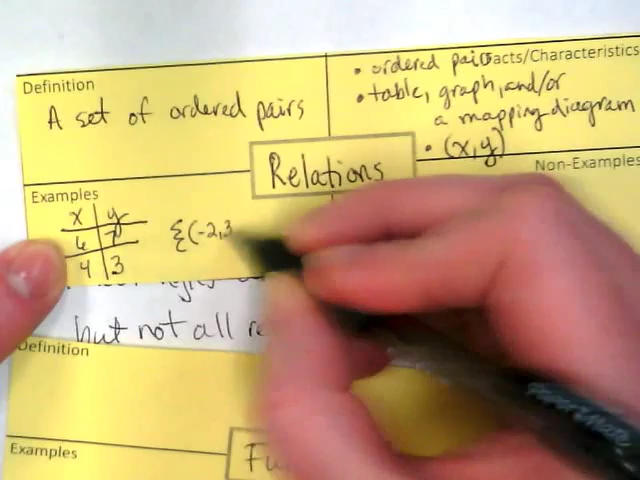 Definition
A set of ordered pairs
Facts/Characteristics
• ordered pairs
• table, graph, and/or
a mapping diagram
• (x,y)
Relations
Non-Examples
Examples
x | y
6 | 7
4 | 3
{(-2,3
but not all re
Definition
Examples
Fu